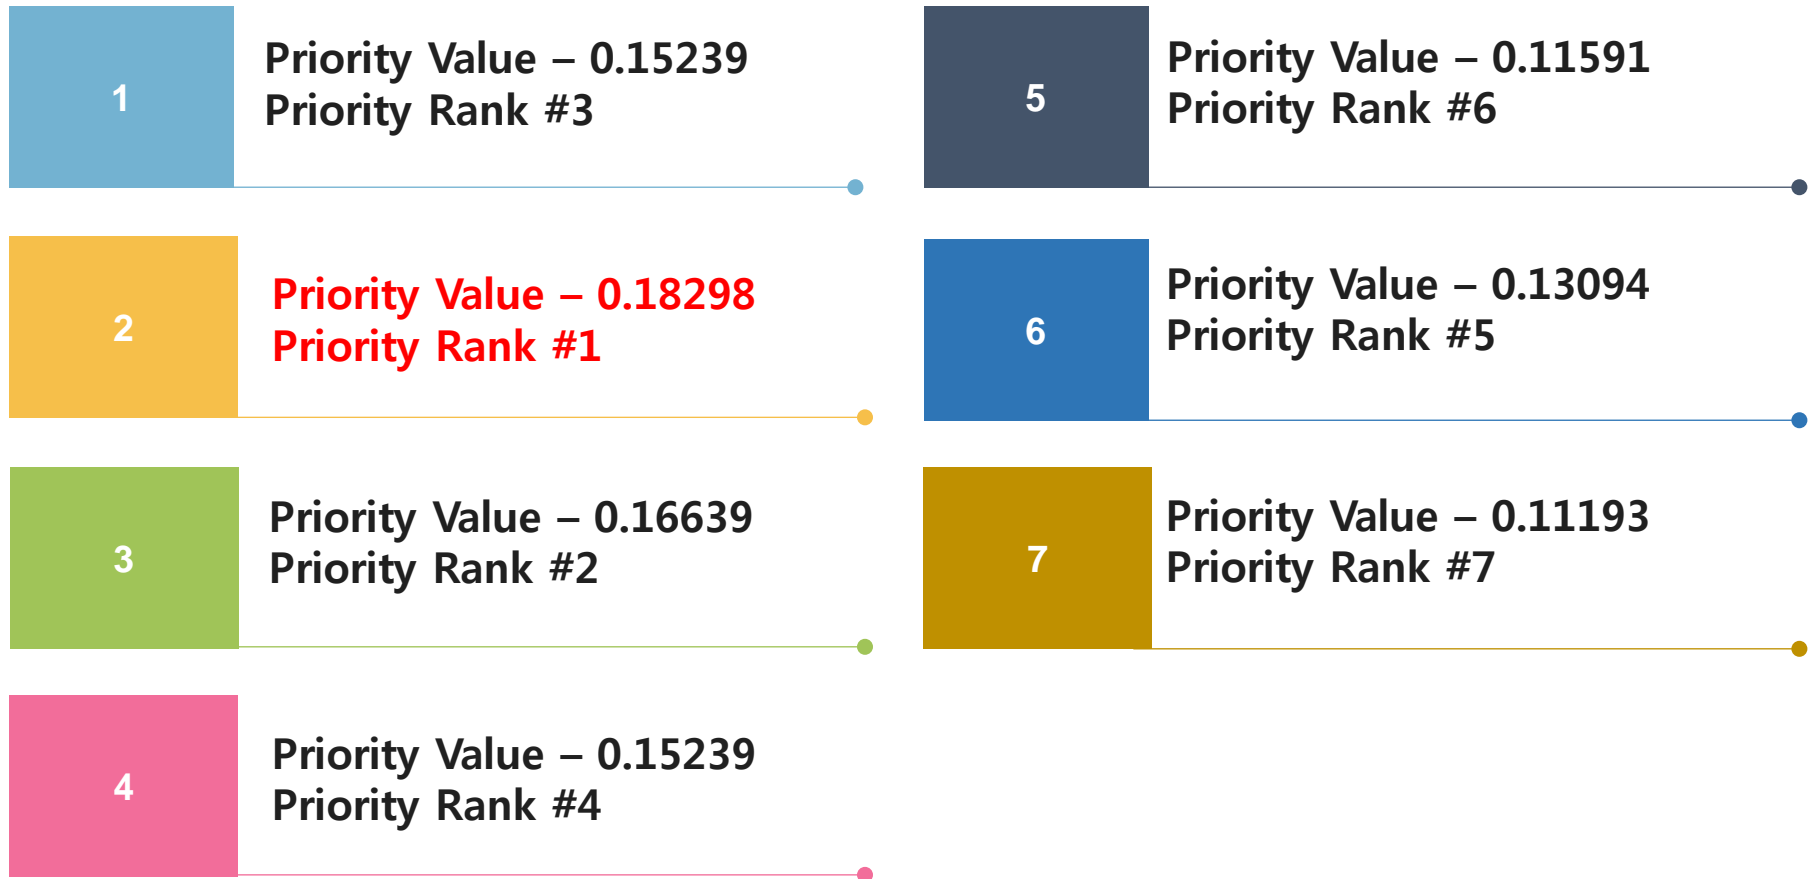 1
Priority Value – 0.15239
Priority Rank #3
2
Priority Value – 0.18298
Priority Rank #1
3
Priority Value – 0.16639
Priority Rank #2
4
Priority Value – 0.15239
Priority Rank #4
5
Priority Value – 0.11591
Priority Rank #6
6
Priority Value – 0.13094
Priority Rank #5
7
Priority Value – 0.11193
Priority Rank #7